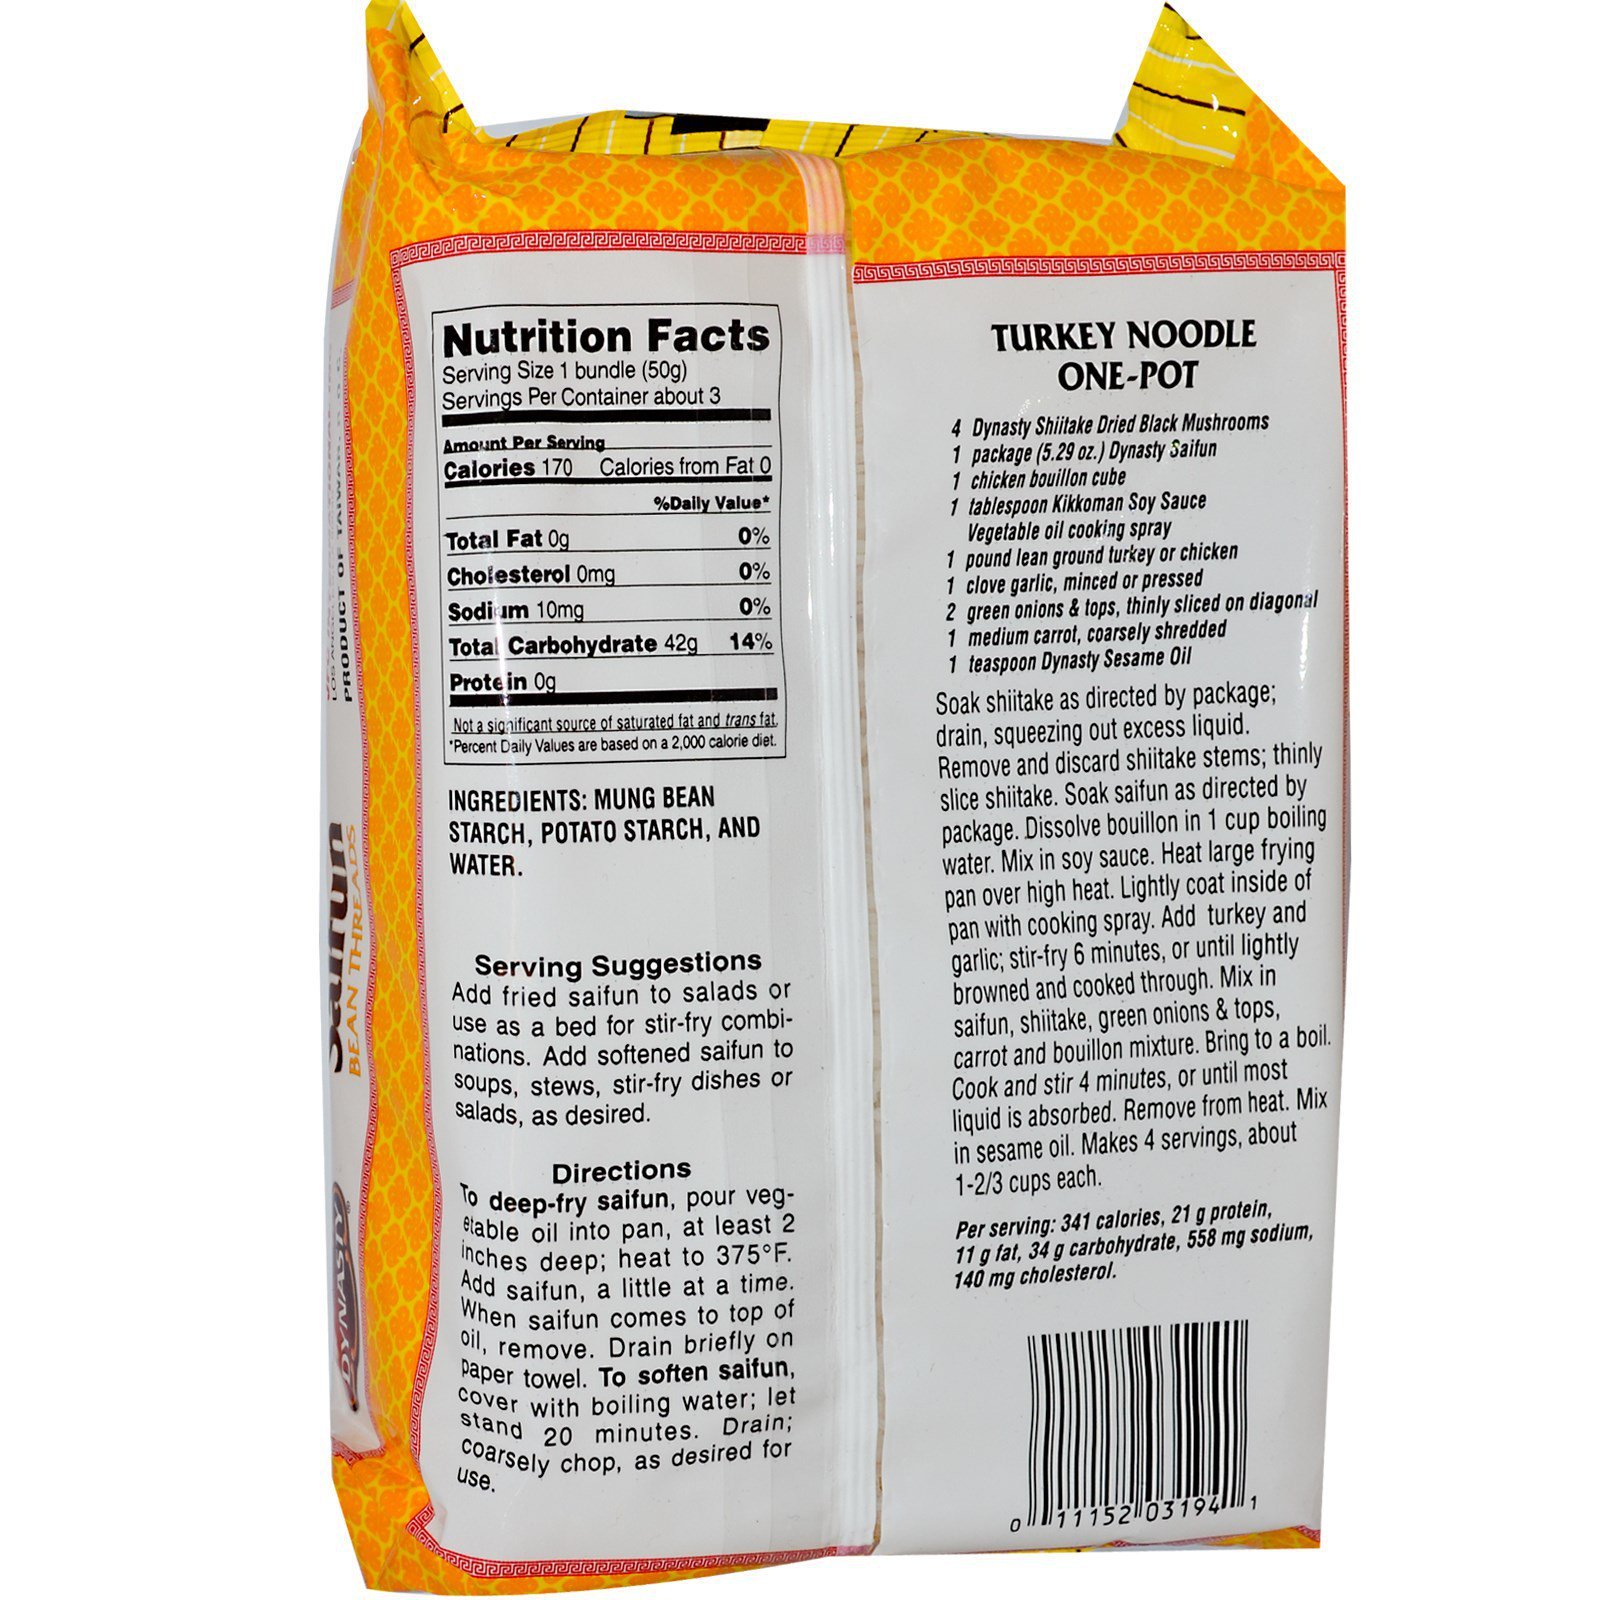 Nutrition Facts
Serving Size 1 bundle (50g)
Servings Per Container about 3
Amount Per Serving
Calories 170 Calories from Fat 0
%Daily Value*
Total Fat 0g 0%
Cholesterol 0mg 0%
Sodium 10mg 0%
Total Carbohydrate 42g 14%
Protein 0g
Not a significant source of saturated fat and trans fat.
*Percent Daily Values are based on a 2,000 calorie diet.
INGREDIENTS: MUNG BEAN
STARCH, POTATO STARCH, AND
WATER.
Serving Suggestions
Add fried saifun to salads or
use as a bed for stir-fry combi-
nations. Add softened saifun to
soups, stews, stir-fry dishes or
salads, as desired.
Directions
To deep-fry saifun, pour veg-
etable oil into pan, at least 2
inches deep; heat to 375°F.
Add saifun, a little at a time.
When saifun comes to top of
oil, remove. Drain briefly on
paper towel. To soften saifun,
cover with boiling water; let
stand 20 minutes. Drain;
coarsely chop, as desired for
use.
TURKEY NOODLE
ONE-POT
4 Dynasty Shiitake Dried Black Mushrooms
1 package (5.29 oz.) Dynasty Saifun
1 chicken bouillon cube
1 tablespoon Kikkoman Soy Sauce
Vegetable oil cooking spray
1 pound lean ground turkey or chicken
1 clove garlic, minced or pressed
2 green onions & tops, thinly sliced on diagonal
1 medium carrot, coarsely shredded
1 teaspoon Dynasty Sesame Oil
Soak shiitake as directed by package;
drain, squeezing out excess liquid.
Remove and discard shiitake stems; thinly
slice shiitake. Soak saifun as directed by
package. Dissolve bouillon in 1 cup boiling
water. Mix in soy sauce. Heat large frying
pan over high heat. Lightly coat inside of
pan with cooking spray. Add turkey and
garlic; stir-fry 6 minutes, or until lightly
browned and cooked through. Mix in
saifun, shiitake, green onions & tops,
carrot and bouillon mixture. Bring to a boil.
Cook and stir 4 minutes, or until most
liquid is absorbed. Remove from heat. Mix
in sesame oil. Makes 4 servings, about
1-2/3 cups each.
Per serving: 341 calories, 21 g protein,
11 g fat, 34 g carbohydrate, 558 mg sodium,
140 mg cholesterol.
0 11152 03194 1
DYNASTY
Saifun
BEAN THREADS
PRODUCT OF TAIWAN